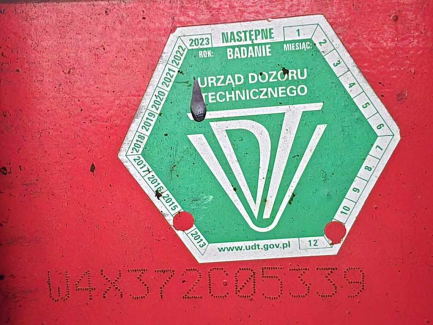 NASTĘPNE
BADANIE
ROK:
MIESIĄC:
2023
2022
2021
2020
2019
2018
2017
2016
2015
2013
1
2
3
4
5
6
7
8
9
10
12
URZĄD DOZORU
TECHNICZNEGO
UDT
www.udt.gov.pl
W4X372C05339